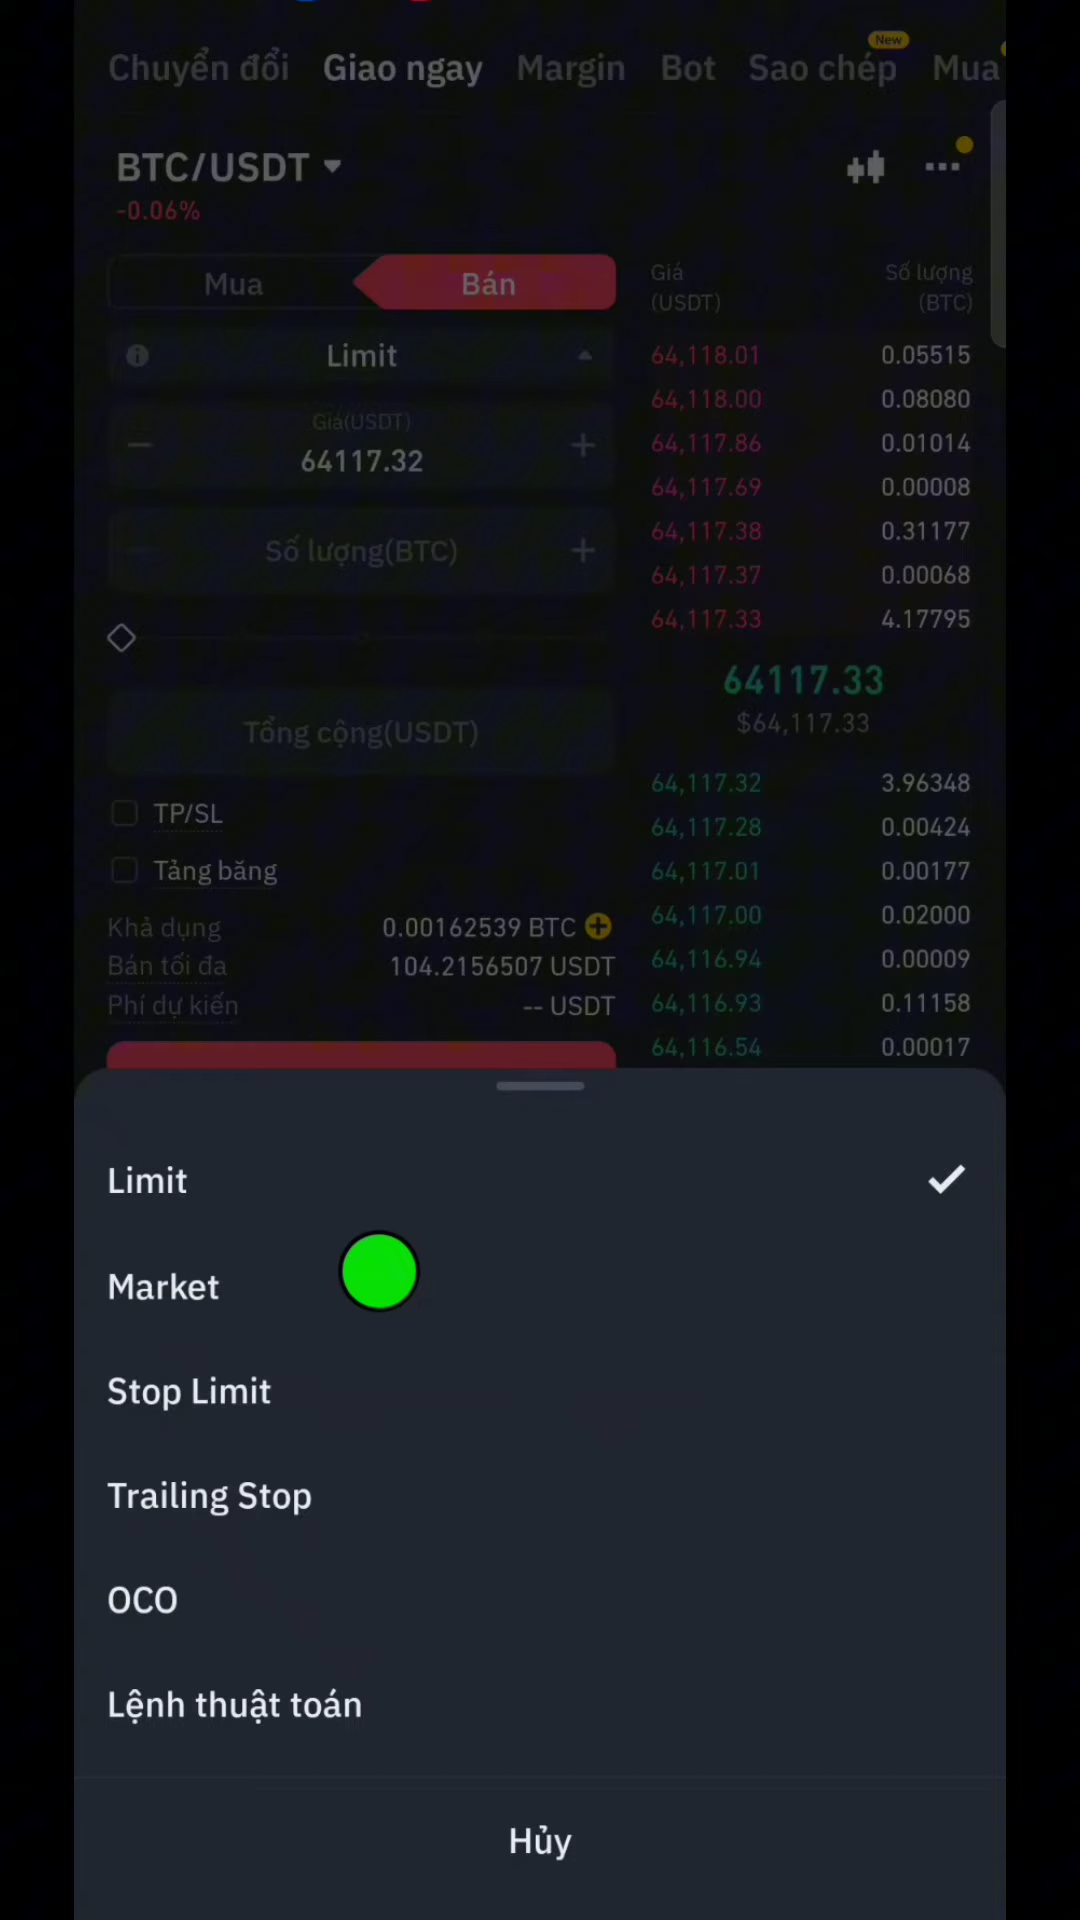 Chuyển đổi Giao ngay Margin Bot Sao chép New Mua
BTC/USDT
-0.06%
Mua Bán
Limit
Giá(USDT)
64117.32
Số lượng(BTC)
Tổng cộng(USDT)
TP/SL
Tảng băng
Khả dụng 0.00162539 BTC
Bán tối đa 104.2156507 USDT
Phí dự kiến -- USDT
Giá (USDT) Số lượng (BTC)
64,118.01 0.05515
64,118.00 0.08080
64,117.86 0.01014
64,117.69 0.00008
64,117.38 0.31177
64,117.37 0.00068
64,117.33 4.17795
64117.33
$64,117.33
64,117.32 3.96348
64,117.28 0.00424
64,117.01 0.00177
64,117.00 0.02000
64,116.94 0.00009
64,116.93 0.11158
64,116.54 0.00017
Limit
Market
Stop Limit
Trailing Stop
OCO
Lệnh thuật toán
Hủy